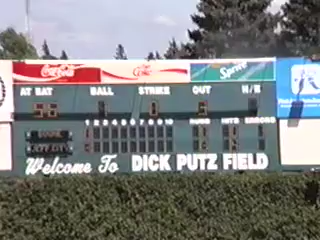 Coca-Cola Coke Sprite
AT BAT BALL STRIKE OUT H/E
1 2 3 4 5 6 7 8 9 10 RUNS HITS ERRORS
Welcome To DICK PUTZ FIELD